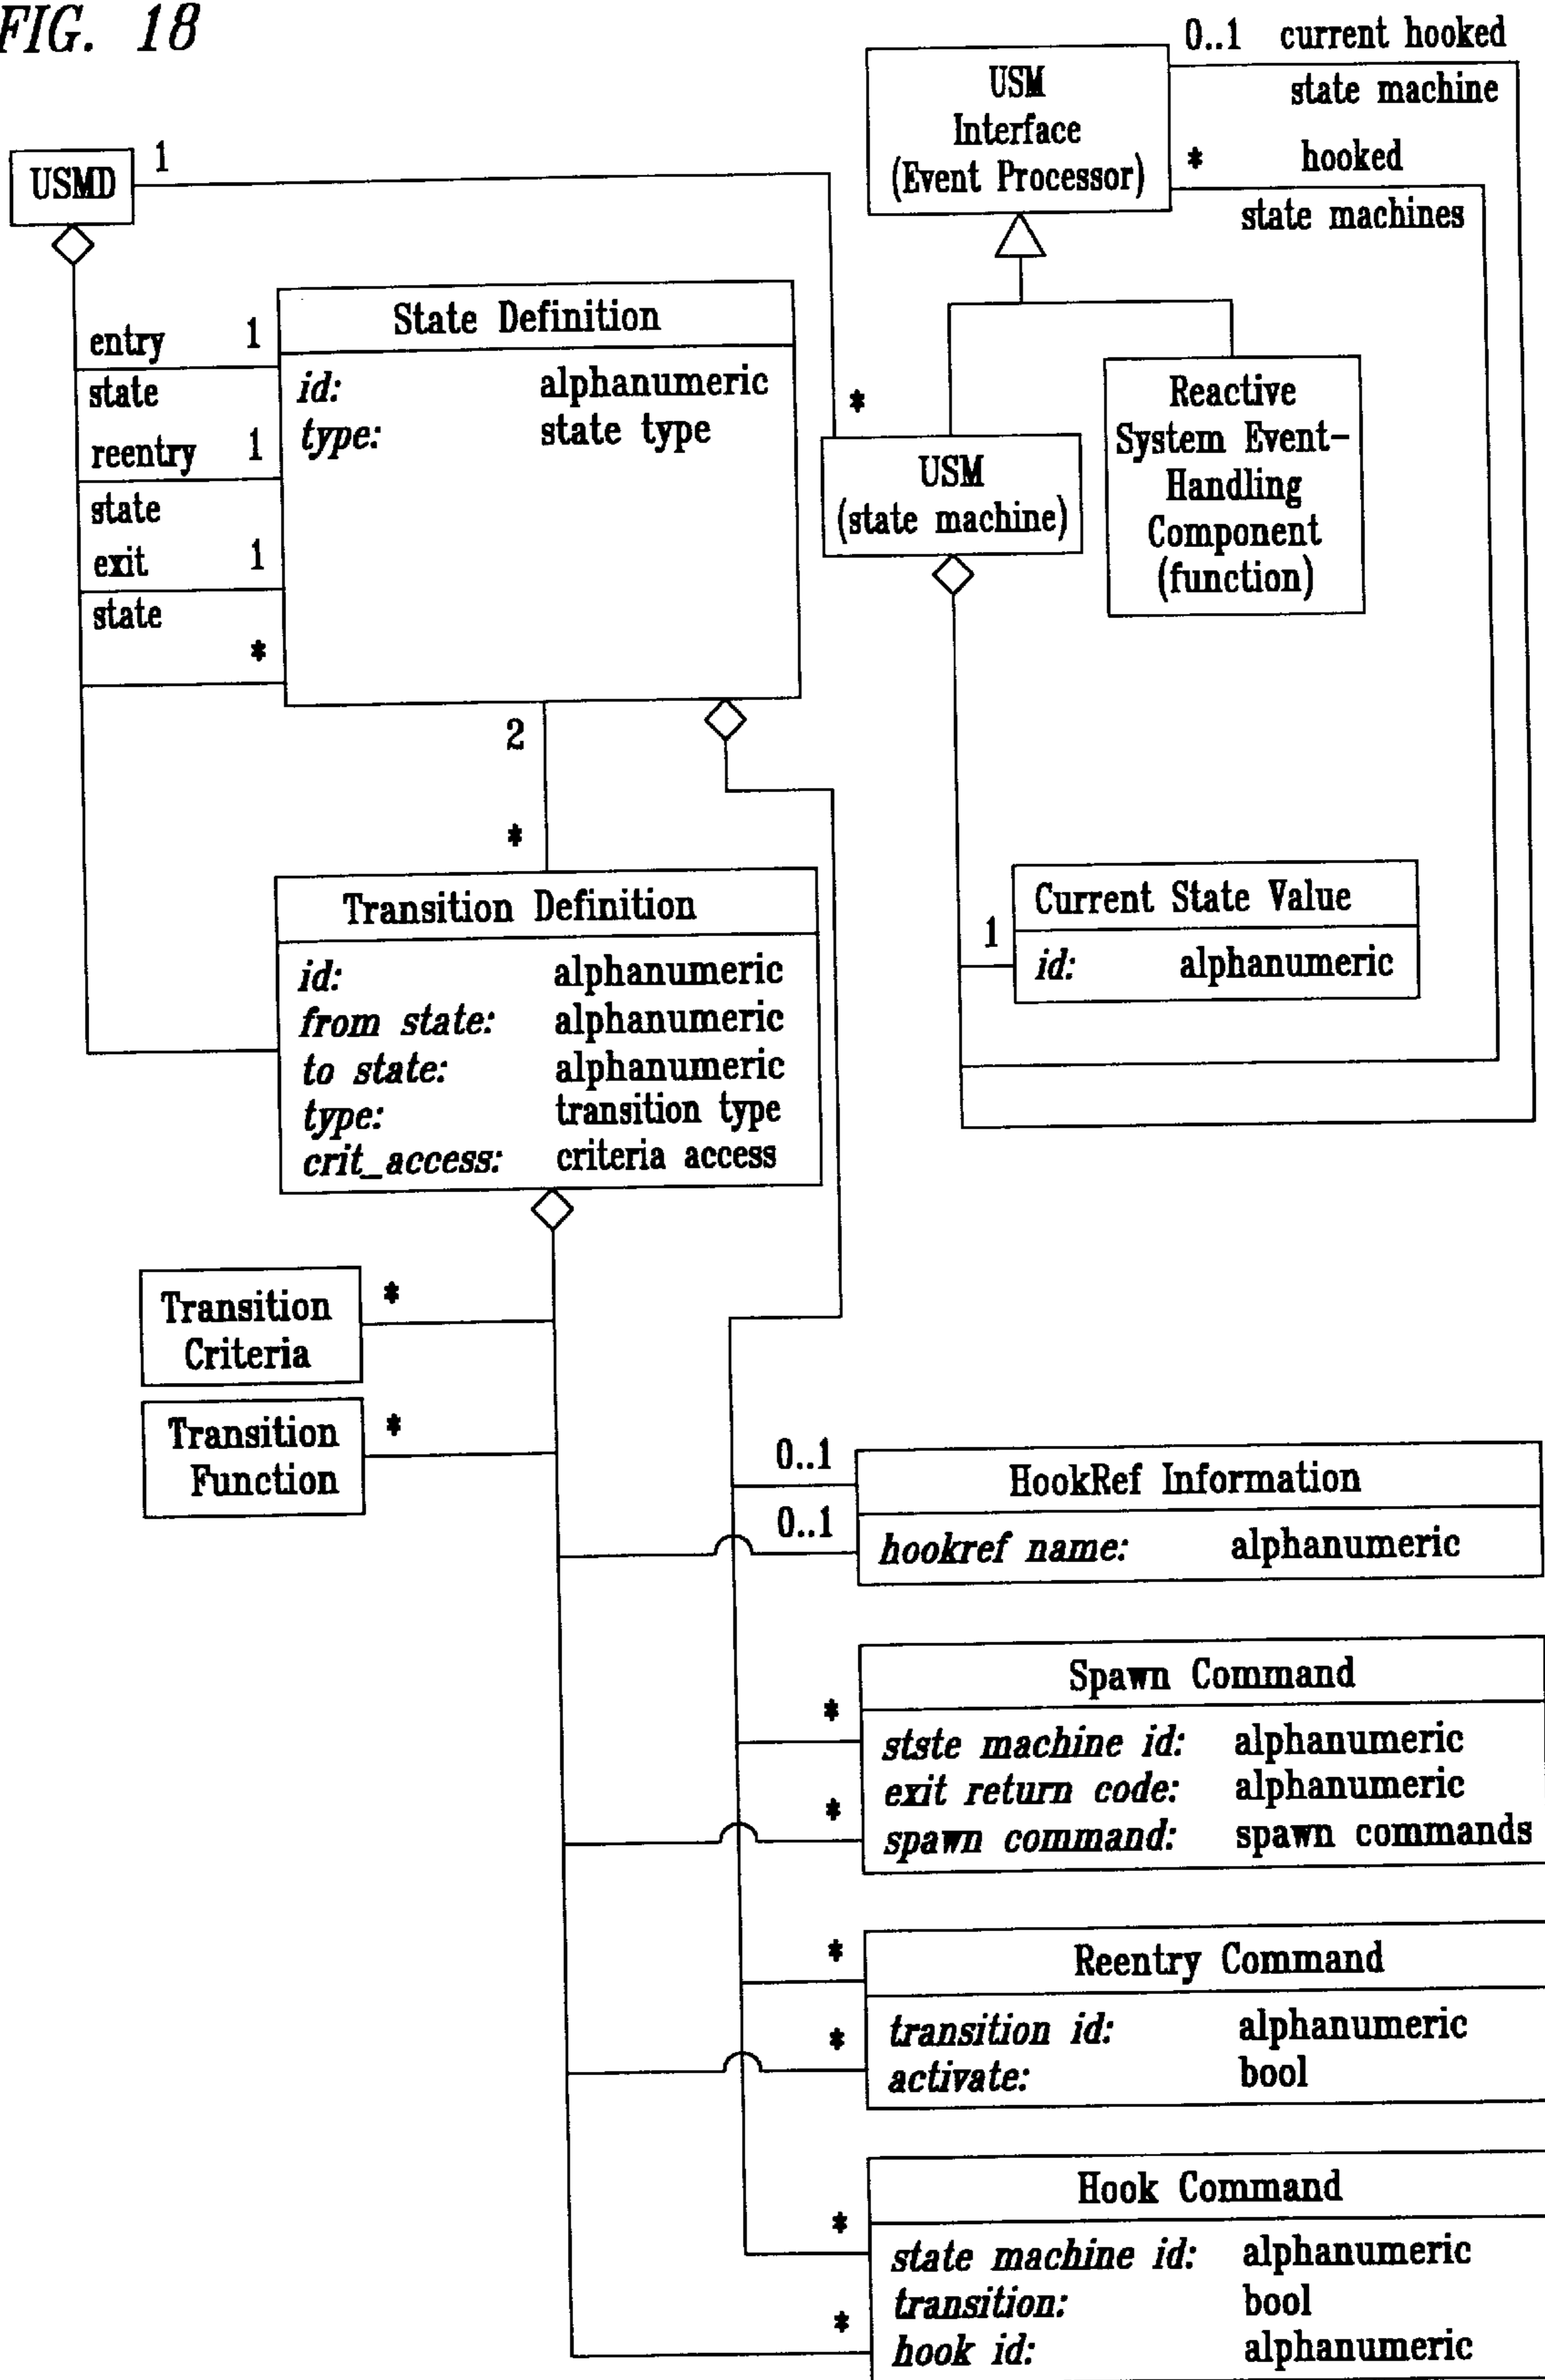 FIG. 18
0..1 current hooked
state machine
* hooked
state machines
USM
Interface
(Event Processor)
USMD
1
*
State Definition
id: alphanumeric
type: state type
entry 1
state
reentry 1
state
exit 1
state
*
USM
(state machine)
Reactive
System Event-
Handling
Component
(function)
2
*
Transition Definition
id: alphanumeric
from state: alphanumeric
to state: alphanumeric
type: transition type
crit_access: criteria access
Current State Value
1
id: alphanumeric
Transition
Criteria
*
Transition
Function
*
0..1
0..1
HookRef Information
hookref name: alphanumeric
Spawn Command
*
stste machine id: alphanumeric
exit return code: alphanumeric
*
spawn command: spawn commands
Reentry Command
*
transition id: alphanumeric
*
activate: bool
Hook Command
*
state machine id: alphanumeric
transition: bool
*
hook id: alphanumeric